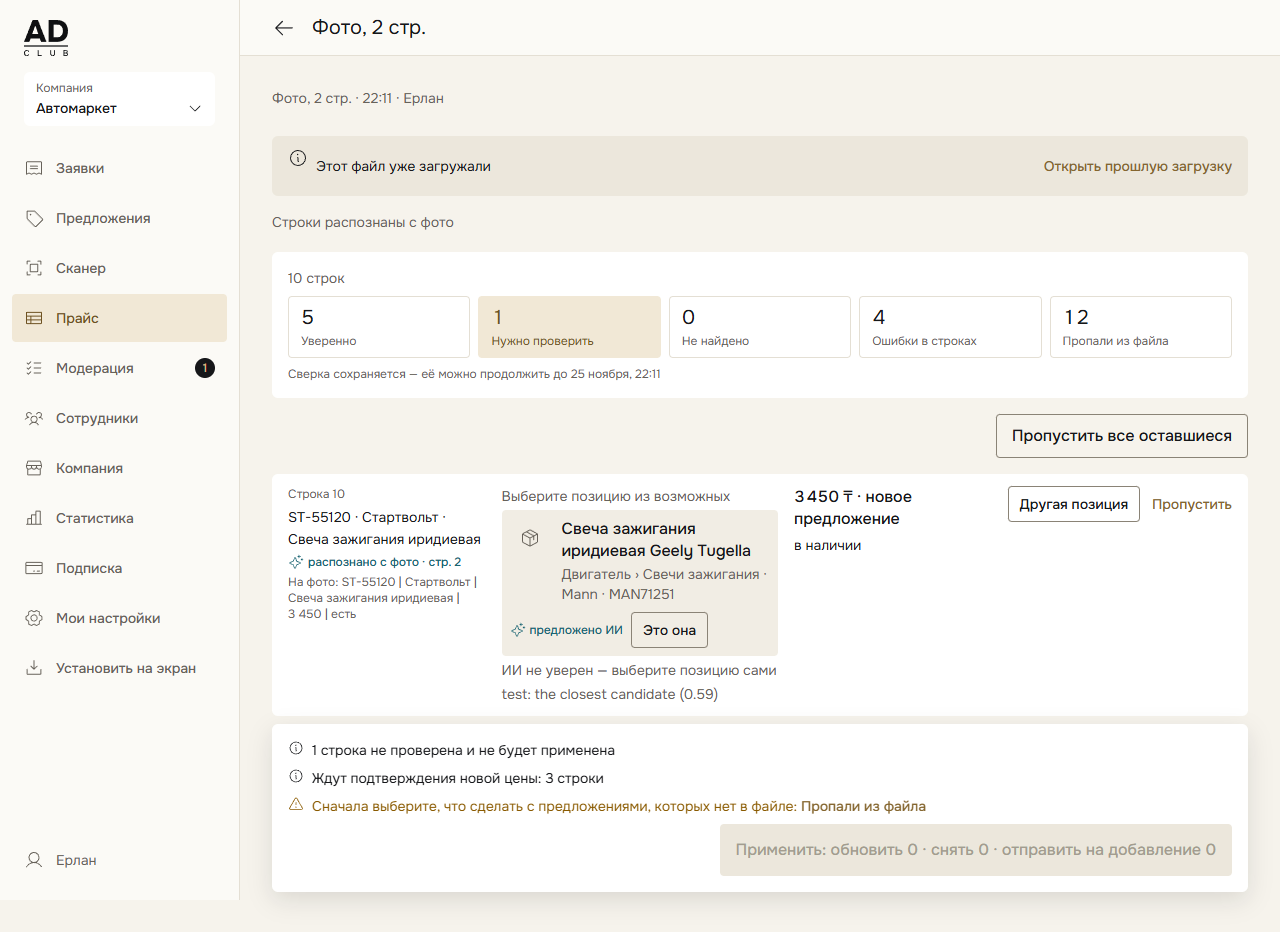 AD
CLUB
Компания
Автомаркет
Заявки
Предложения
Сканер
Прайс
Модерация 1
Сотрудники
Компания
Статистика
Подписка
Мои настройки
Установить на экран
Ерлан
Фото, 2 стр.
Фото, 2 стр. · 22:11 · Ерлан
Этот файл уже загружали
Открыть прошлую загрузку
Строки распознаны с фото
10 строк
5
Уверенно
1
Нужно проверить
0
Не найдено
4
Ошибки в строках
12
Пропали из файла
Сверка сохраняется — её можно продолжить до 25 ноября, 22:11
Пропустить все оставшиеся
Строка 10
ST-55120 · Стартвольт ·
Свеча зажигания иридиевая
распознано с фото · стр. 2
На фото: ST-55120 | Стартвольт |
Свеча зажигания иридиевая |
3 450 | есть
Выберите позицию из возможных
Свеча зажигания
иридиевая Geely Tugella
Двигатель › Свечи зажигания ·
Mann · MAN71251
предложено ИИ
Это она
ИИ не уверен — выберите позицию сами
test: the closest candidate (0.59)
3 450 ₸ · новое
предложение
в наличии
Другая позиция
Пропустить
1 строка не проверена и не будет применена
Ждут подтверждения новой цены: 3 строки
Сначала выберите, что сделать с предложениями, которых нет в файле: Пропали из файла
Применить: обновить 0 · снять 0 · отправить на добавление 0